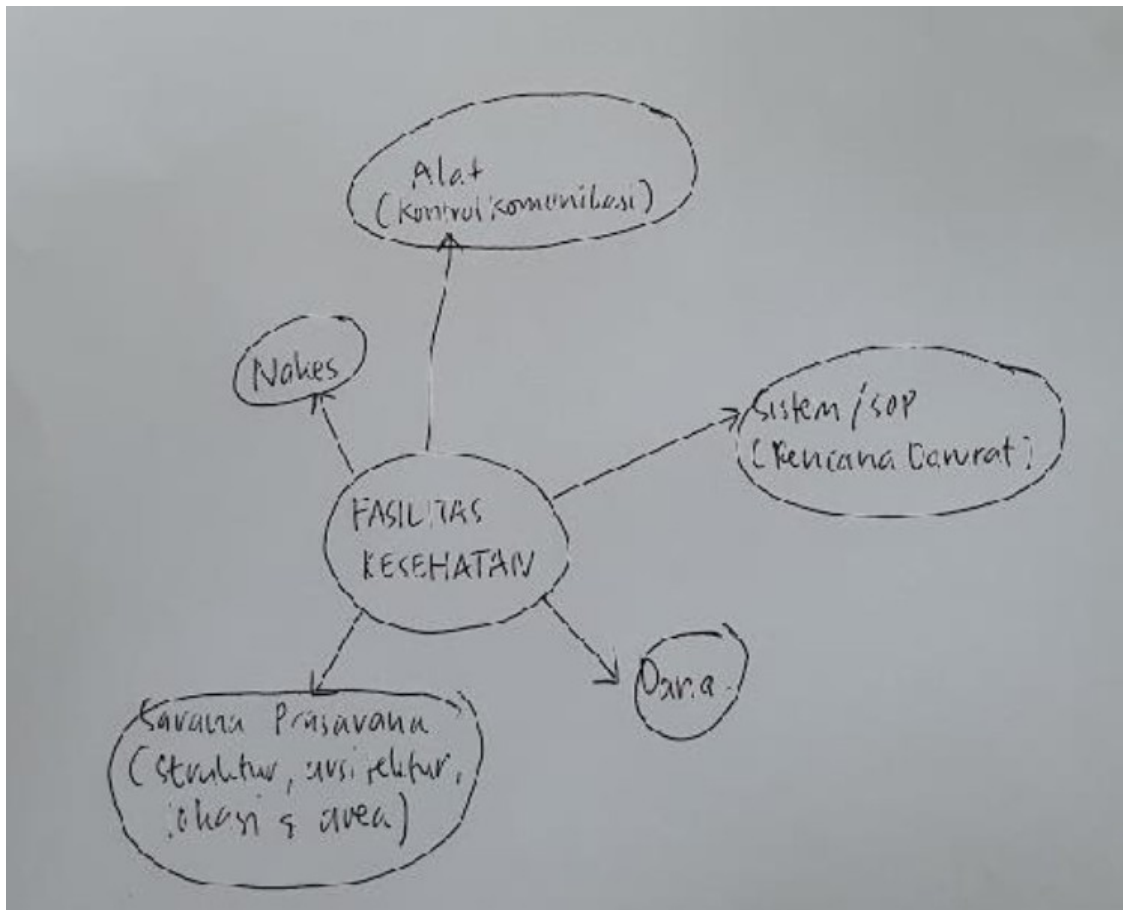 Alat
(kontrol komunikasi)
Nakes
Sistem / SOP
(Rencana Darurat)
FASILITAS
KESEHATAN
Dana
Sarana Prasarana
(struktur, arsitektur,
lokasi & area)